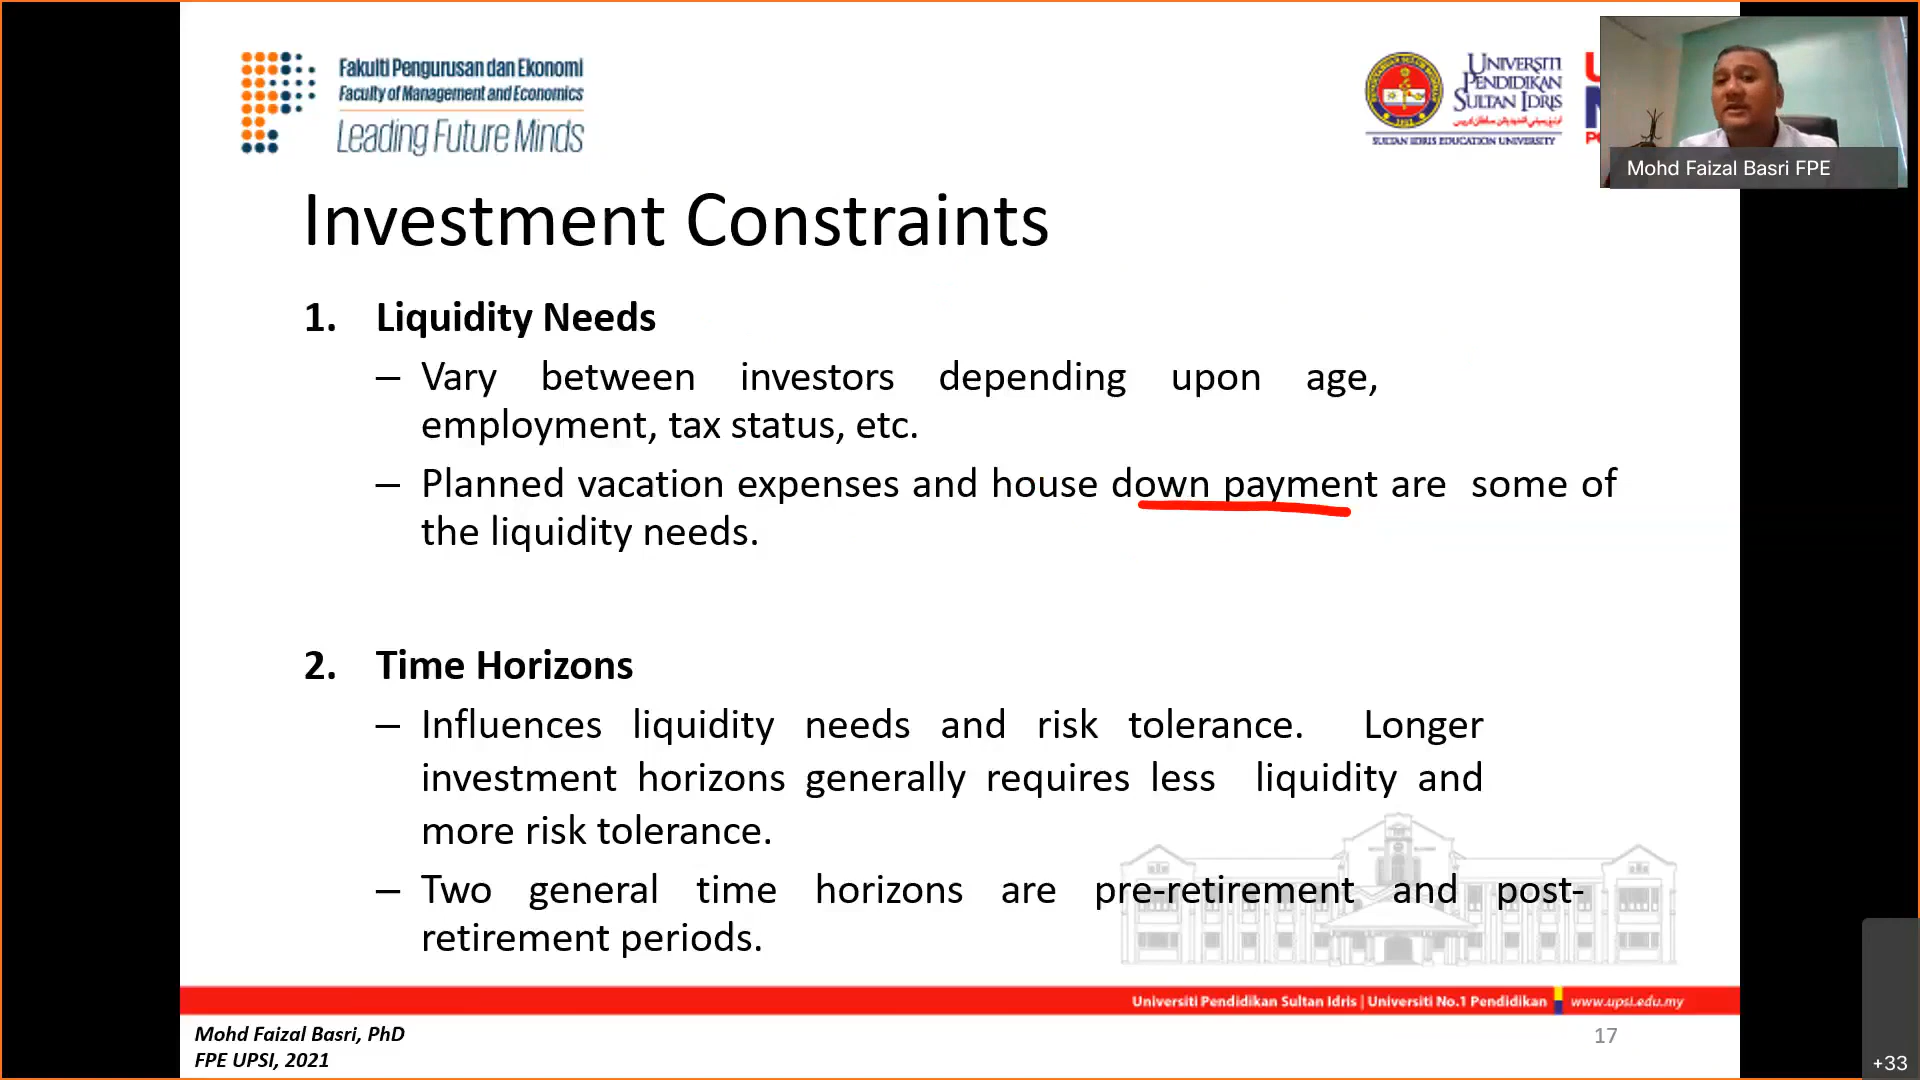 Fakulti Pengurusan dan Ekonomi
Faculty of Management and Economics
Leading Future Minds
UNIVERSITI
PENDIDIKAN
SULTAN IDRIS
SULTAN IDRIS EDUCATION UNIVERSITY
Mohd Faizal Basri FPE
Investment Constraints
1. Liquidity Needs
– Vary between investors depending upon age,
employment, tax status, etc.
– Planned vacation expenses and house down payment are some of
the liquidity needs.
2. Time Horizons
– Influences liquidity needs and risk tolerance. Longer
investment horizons generally requires less liquidity and
more risk tolerance.
– Two general time horizons are pre-retirement and post-
retirement periods.
Universiti Pendidikan Sultan Idris | Universiti No.1 Pendidikan www.upsi.edu.my
Mohd Faizal Basri, PhD
FPE UPSI, 2021
17
+33